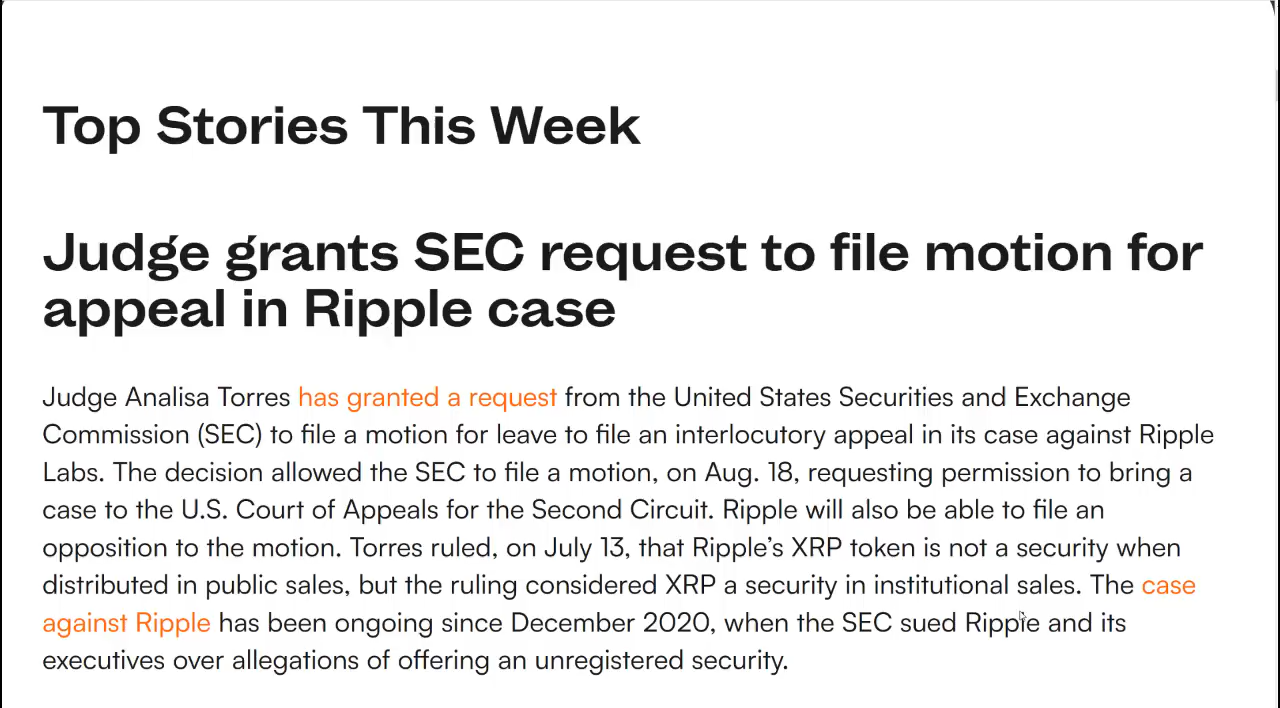 Top Stories This Week
Judge grants SEC request to file motion for
appeal in Ripple case
Judge Analisa Torres has granted a request from the United States Securities and Exchange
Commission (SEC) to file a motion for leave to file an interlocutory appeal in its case against Ripple
Labs. The decision allowed the SEC to file a motion, on Aug. 18, requesting permission to bring a
case to the U.S. Court of Appeals for the Second Circuit. Ripple will also be able to file an
opposition to the motion. Torres ruled, on July 13, that Ripple’s XRP token is not a security when
distributed in public sales, but the ruling considered XRP a security in institutional sales. The case
against Ripple has been ongoing since December 2020, when the SEC sued Ripple and its
executives over allegations of offering an unregistered security.